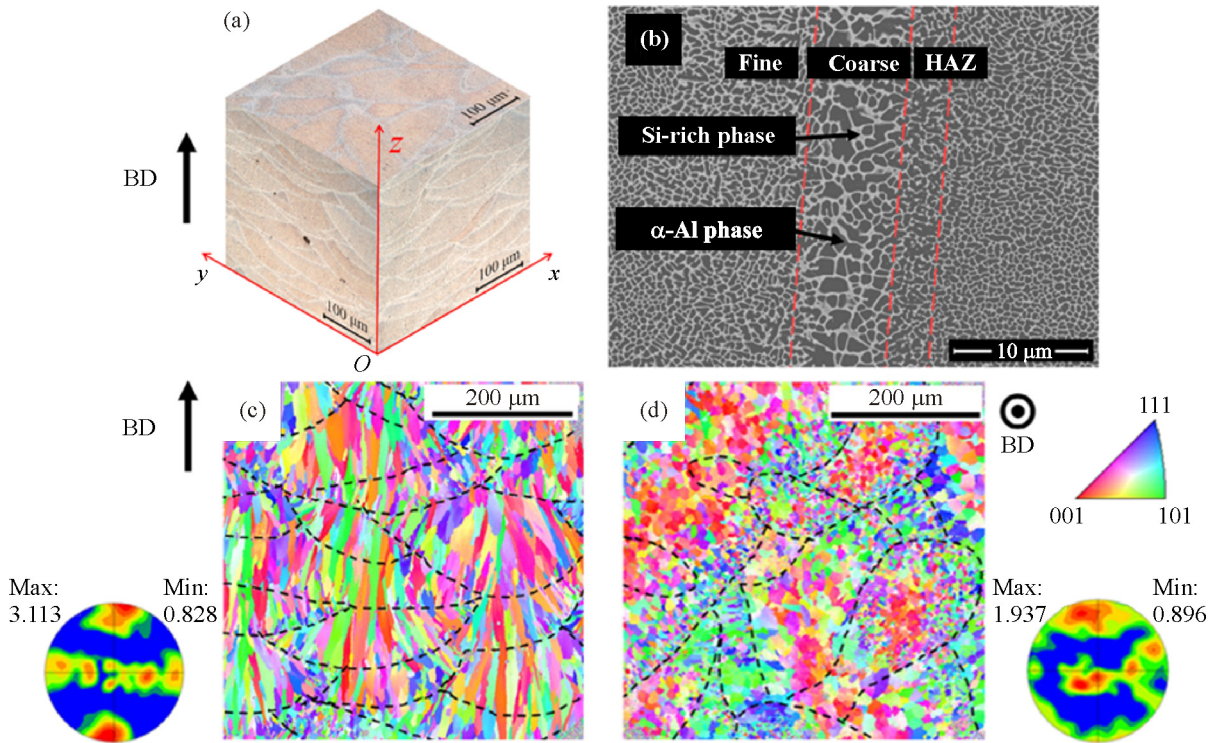 (a)
100 μm
z
BD
y
x
100 μm
100 μm
O
(b)
Fine
Coarse
HAZ
Si-rich phase
α-Al phase
10 μm
BD
(c)
200 μm
Max:
3.113
Min:
0.828
(d)
200 μm
BD
111
001
101
Max:
1.937
Min:
0.896